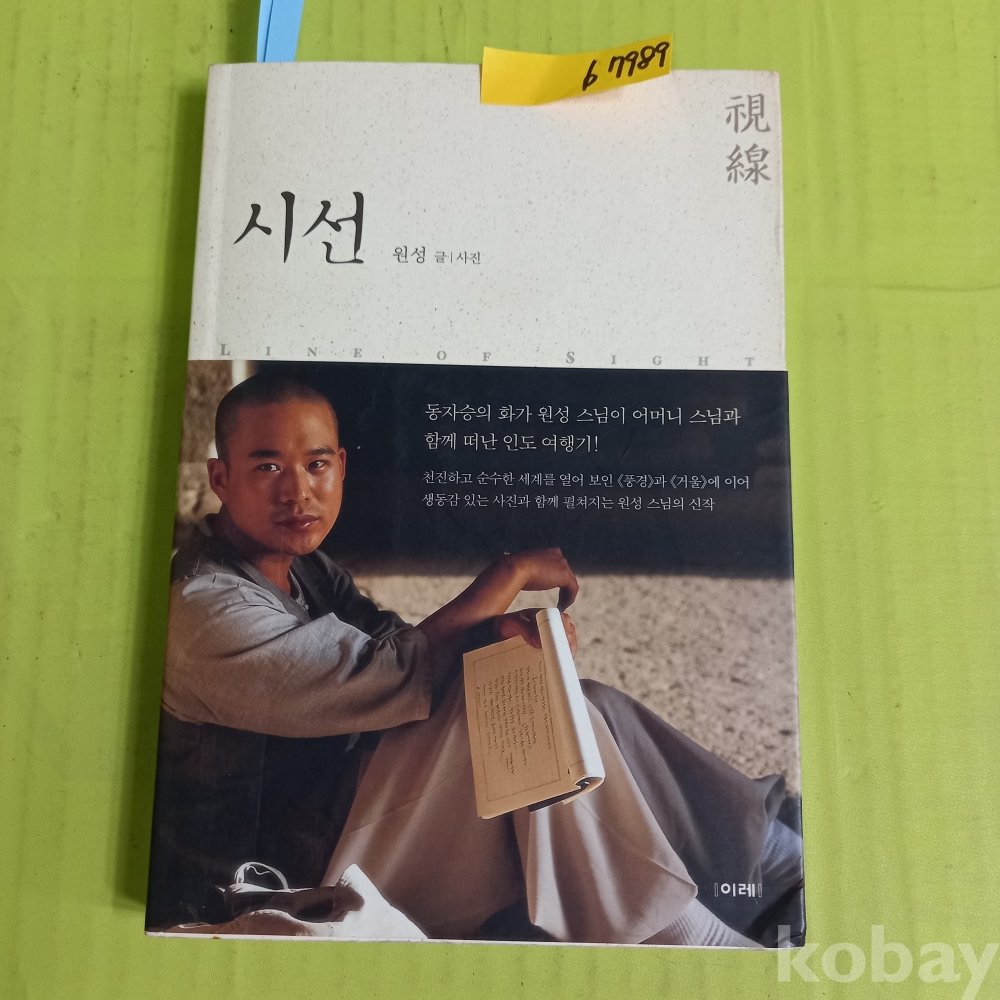 6 7989
視
線
시선
원성 글|사진
LINE OF SIGHT
동자승의 화가 원성 스님이 어머니 스님과
함께 떠난 인도 여행기!
천진하고 순수한 세계를 열어 보인 《풍경》과 《거울》에 이어
생동감 있는 사진과 함께 펼쳐지는 원성 스님의 신작
이레
kobay